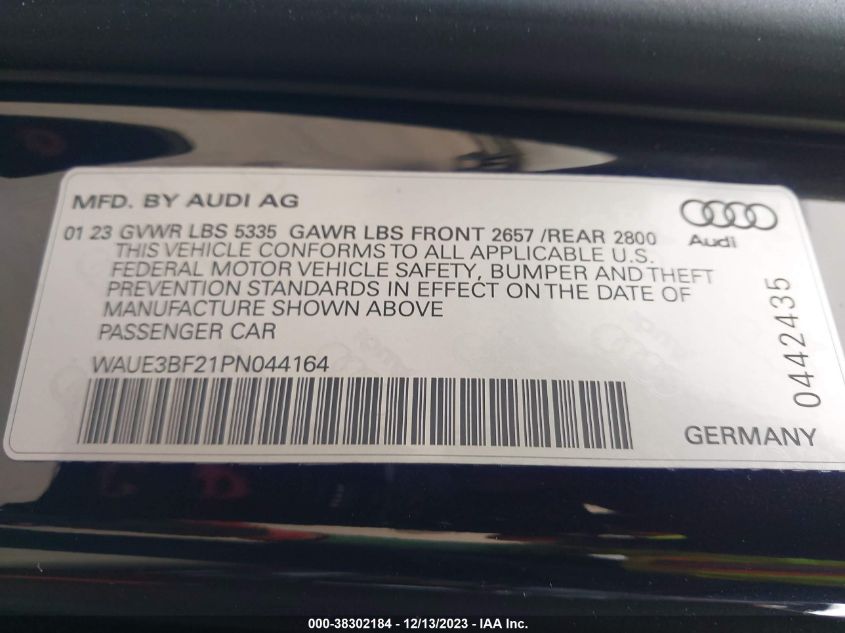 MFD. BY AUDI AG
01 23 GVWR LBS 5335 GAWR LBS FRONT 2657 /REAR 2800
THIS VEHICLE CONFORMS TO ALL APPLICABLE U.S.
FEDERAL MOTOR VEHICLE SAFETY, BUMPER AND THEFT
PREVENTION STANDARDS IN EFFECT ON THE DATE OF
MANUFACTURE SHOWN ABOVE
PASSENGER CAR
WAUE3BF21PN044164
Audi
0442435
GERMANY
000-38302184 - 12/13/2023 - IAA Inc.